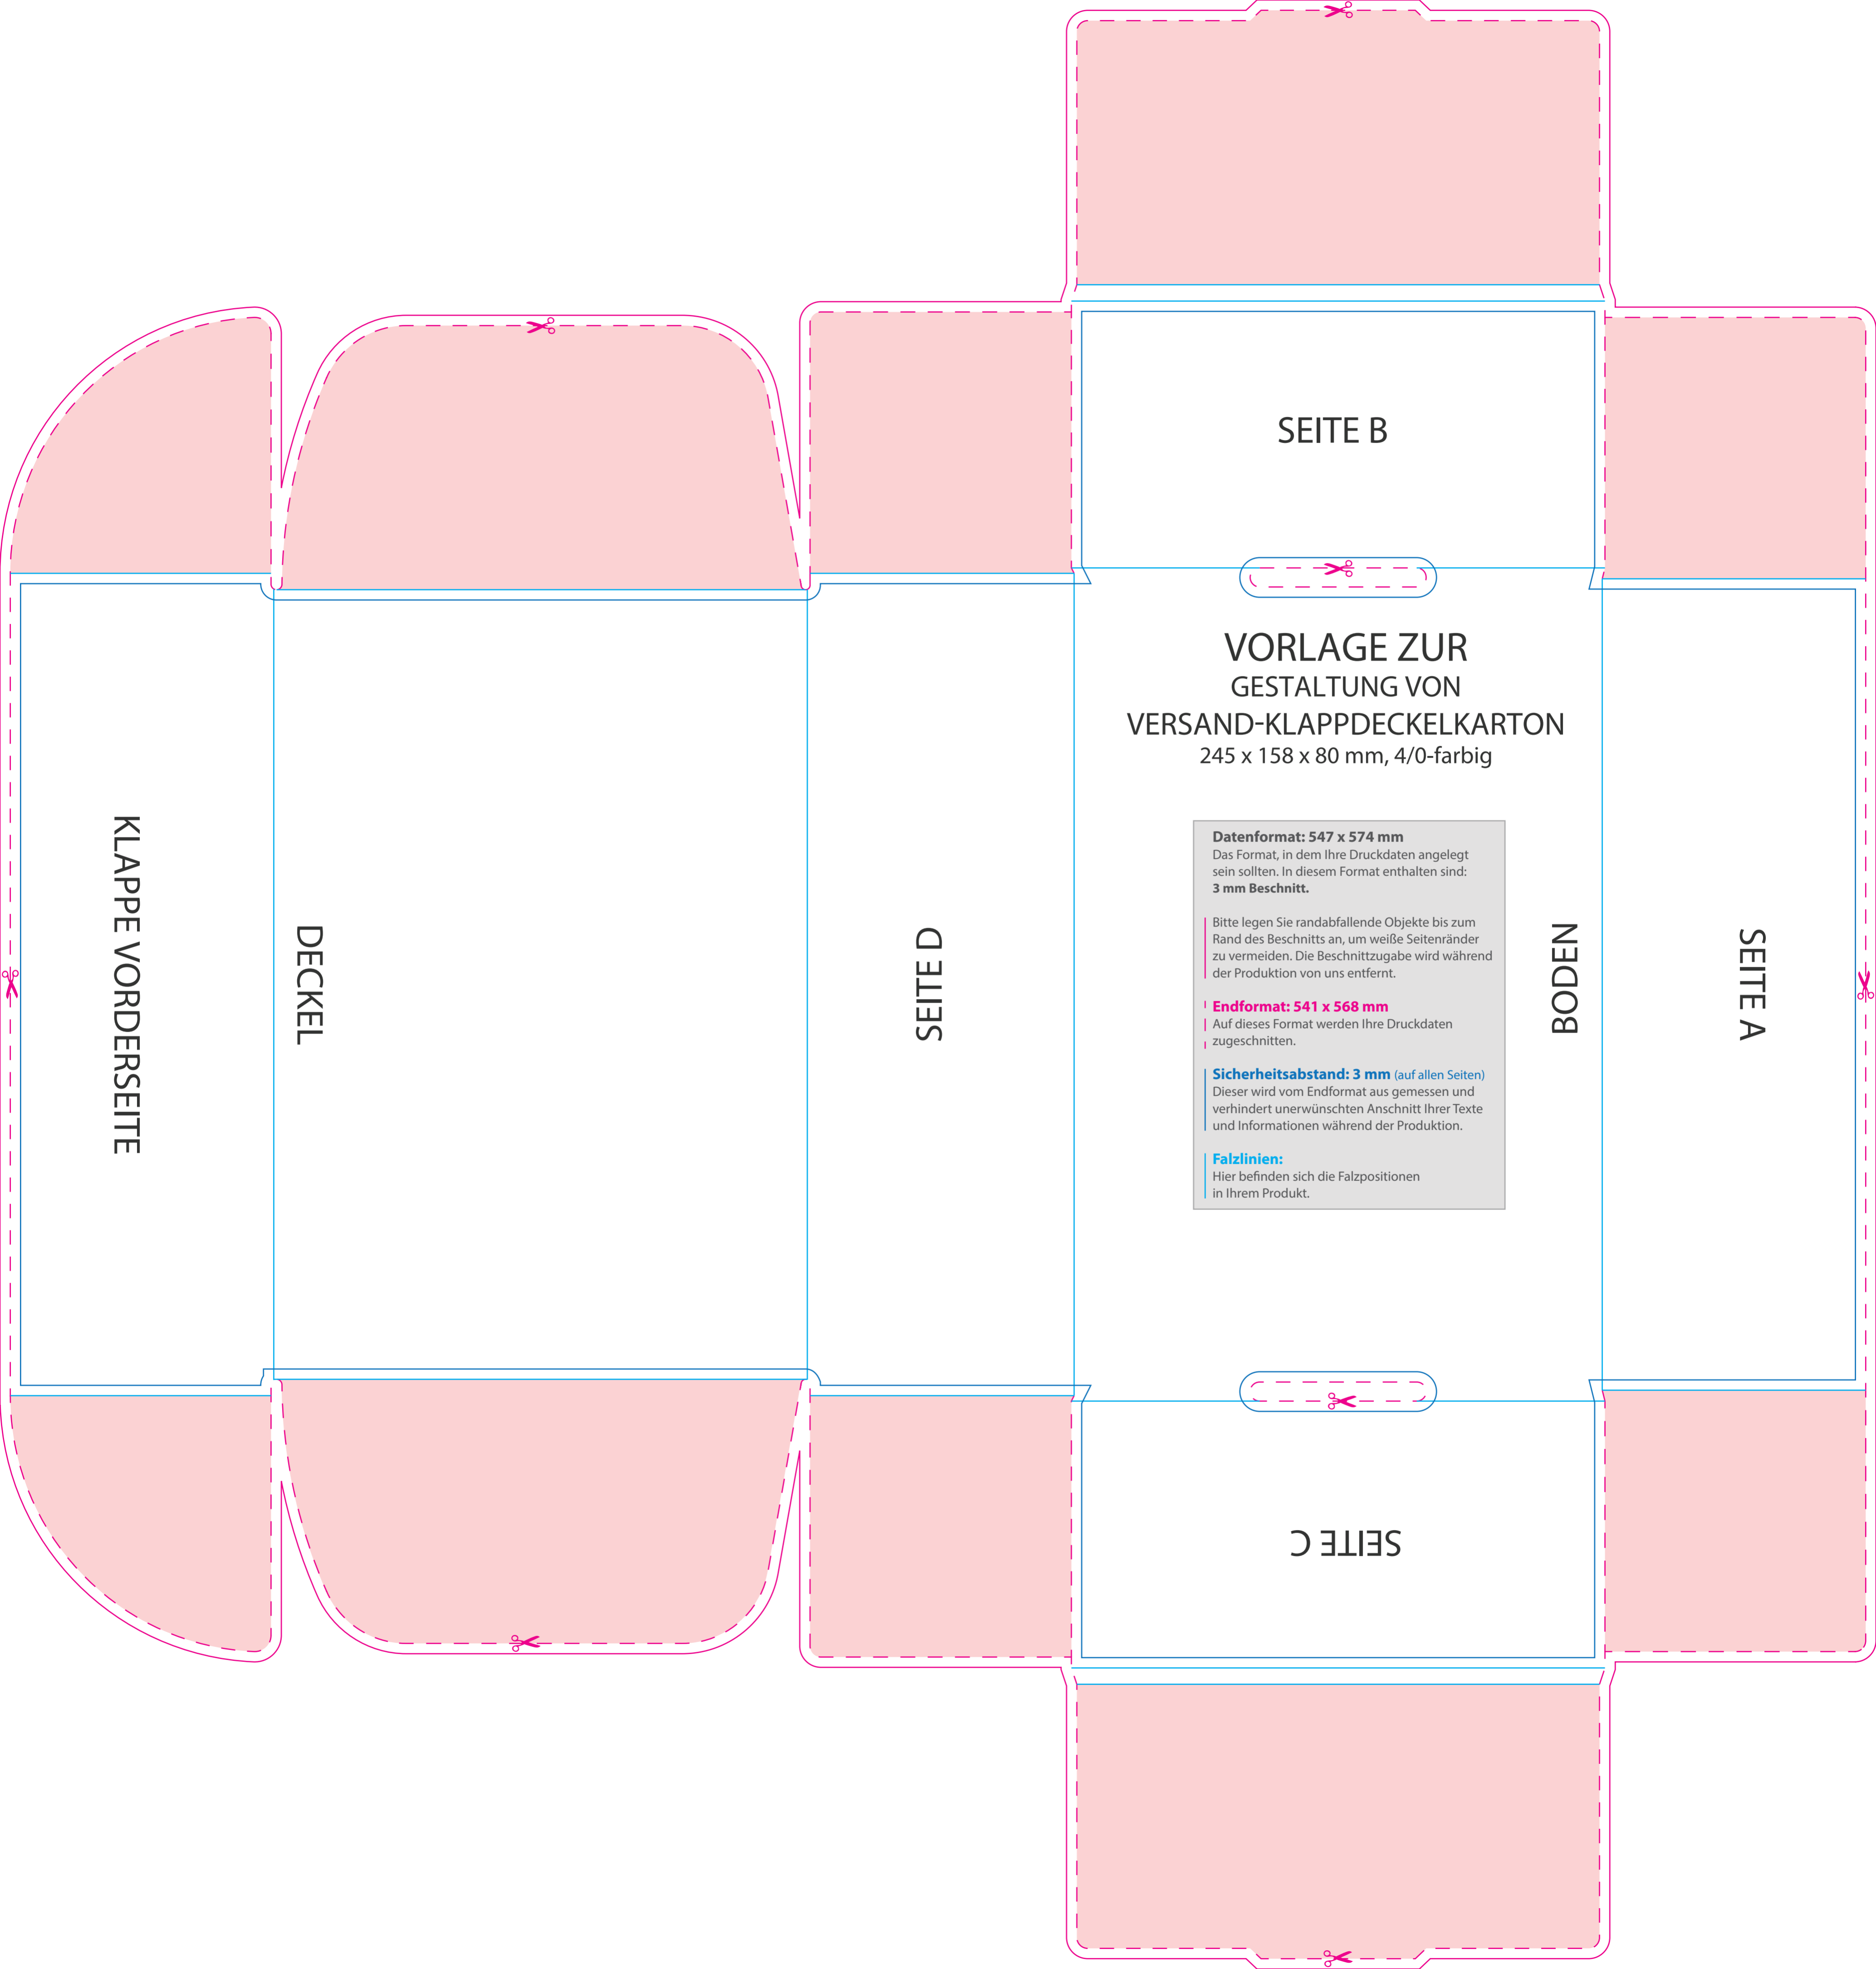 SEITE B
VORLAGE ZUR
GESTALTUNG VON
VERSAND-KLAPPDECKELKARTON
245 x 158 x 80 mm, 4/0-farbig
KLAPPE VORDERSEITE
DECKEL
SEITE D
Datenformat: 547 x 574 mm
Das Format, in dem Ihre Druckdaten angelegt
sein sollten. In diesem Format enthalten sind:
3 mm Beschnitt.
Bitte legen Sie randabfallende Objekte bis zum
Rand des Beschnitts an, um weiße Seitenränder
zu vermeiden. Die Beschnittzugabe wird während
der Produktion von uns entfernt.
Endformat: 541 x 568 mm
Auf dieses Format werden Ihre Druckdaten
zugeschnitten.
Sicherheitsabstand: 3 mm (auf allen Seiten)
Dieser wird vom Endformat aus gemessen und
verhindert unerwünschten Anschnitt Ihrer Texte
und Informationen während der Produktion.
Falzlinien:
Hier befinden sich die Falzpositionen
in Ihrem Produkt.
BODEN
SEITE A
SEITE C